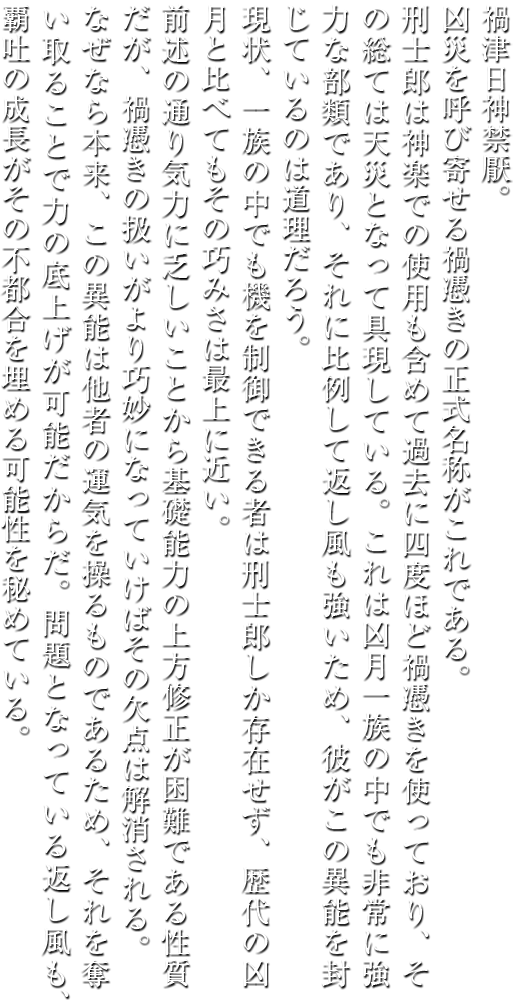 禍津日神禁厭。
凶災を呼び寄せる禍憑きの正式名称がこれである。
刑士郎は神楽での使用も含めて過去に四度ほど禍憑きを使っており、そ
の総ては天災となって具現している。これは凶月一族の中でも非常に強
力な部類であり、それに比例して返し風も強いため、彼がこの異能を封
じているのは道理だろう。
現状、一族の中でも機を制御できる者は刑士郎しか存在せず、歴代の凶
月と比べてもその巧みさは最上に近い。
前述の通り気力に乏しいことから基礎能力の上方修正が困難である性質
だが、禍憑きの扱いがより巧妙になっていけばその欠点は解消される。
なぜなら本来、この異能は他者の運気を操るものであるため、それを奪
い取ることで力の底上げが可能だからだ。問題となっている返し風も、
覇吐の成長がその不都合を埋める可能性を秘めている。